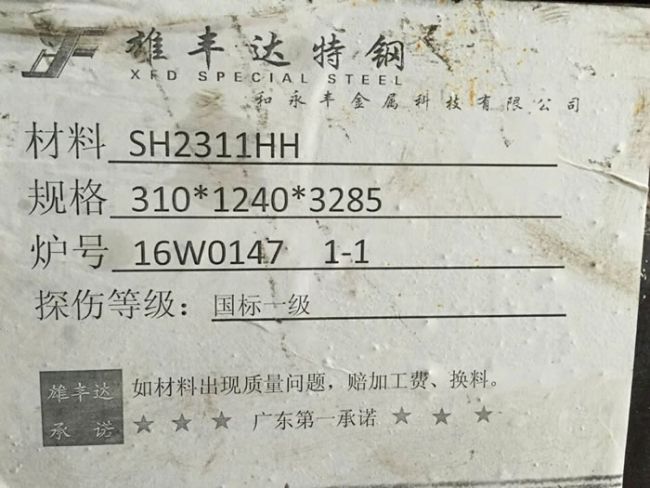 雄丰达特钢
XFD SPECIAL STEEL
和永丰金属科技有限公司
材料 SH2311HH
规格 310*1240*3285
炉号 16W0147 1-1
探伤等级：国标一级
如材料出现质量问题，赔加工费、换料。
雄丰达
承诺
★ ★ ★ 广东第一承诺 ★ ★ ★